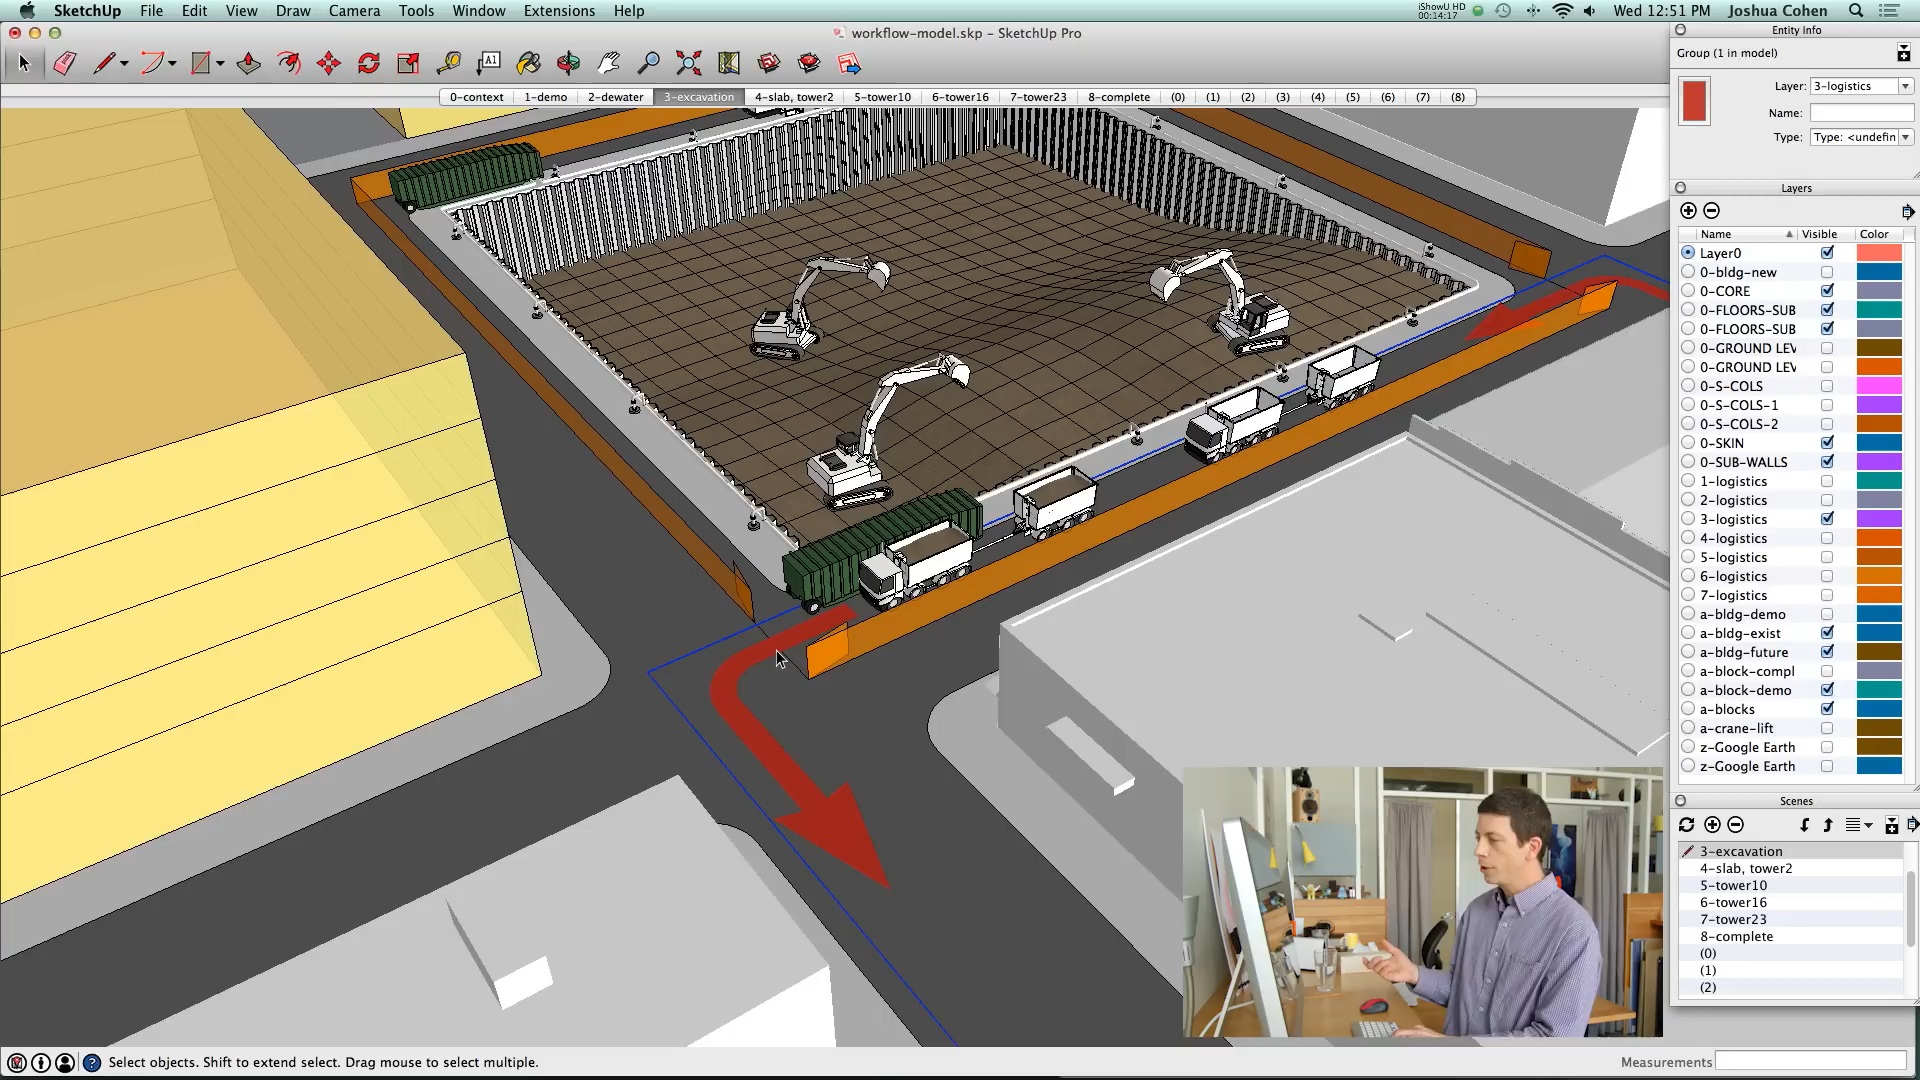 SketchUp File Edit View Draw Camera Tools Window Extensions Help
iShowU HD
00:14:17
Wed 12:51 PM Joshua Cohen
workflow-model.skp - SketchUp Pro
A1
0-context 1-demo 2-dewater 3-excavation 4-slab, tower2 5-tower10 6-tower16 7-tower23 8-complete (0) (1) (2) (3) (4) (5) (6) (7) (8)
Entity Info
Group (1 in model)
Layer: 3-logistics
Name:
Type: Type: <undefin
Layers
Name Visible Color
Layer0
0-bldg-new
0-CORE
0-FLOORS-SUB
0-FLOORS-SUB
0-GROUND LEV
0-GROUND LEV
0-S-COLS
0-S-COLS-1
0-S-COLS-2
0-SKIN
0-SUB-WALLS
1-logistics
2-logistics
3-logistics
4-logistics
5-logistics
6-logistics
7-logistics
a-bldg-demo
a-bldg-exist
a-bldg-future
a-block-compl
a-block-demo
a-blocks
a-crane-lift
z-Google Earth
z-Google Earth
Scenes
3-excavation
4-slab, tower2
5-tower10
6-tower16
7-tower23
8-complete
(0)
(1)
(2)
Select objects. Shift to extend select. Drag mouse to select multiple.
Measurements